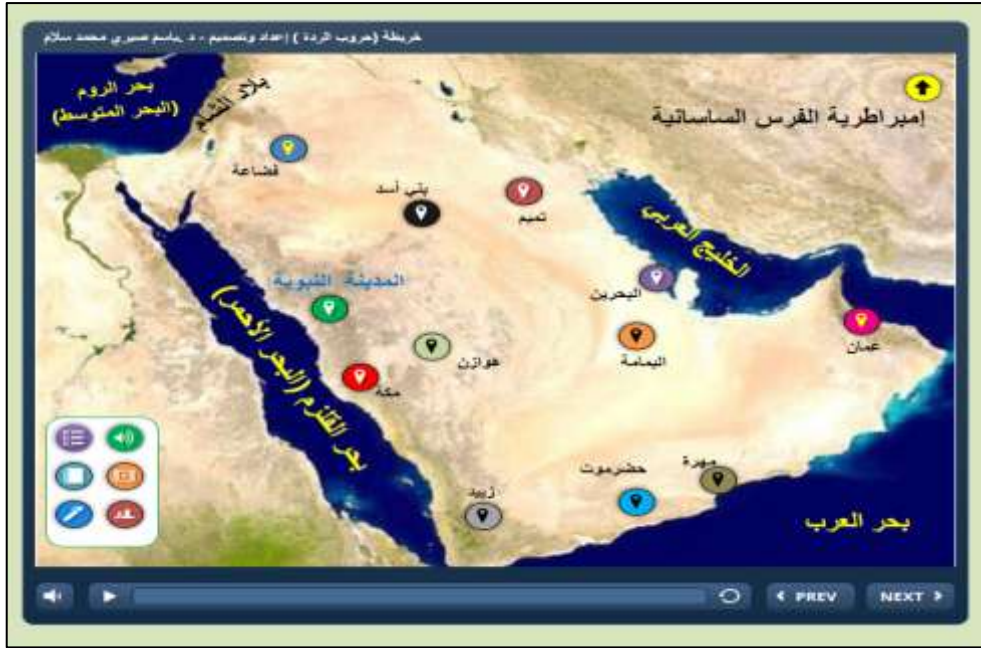 خريطة (حروب الردة ) إعداد وتصميم - د .باسم صبري محمد سلام
بحر الروم
(البحر المتوسط)
بلاد الشام
إمبراطرية الفرس الساسانية
قضاعة
بني أسد
تميم
الخليج العربي
المدينة النبوية
البحرين
عمان
هوازن
اليمامة
مكة
بحر القلزم (البحر الأحمر)
مهرة
حضرموت
زبيد
بحر العرب
PREV
NEXT